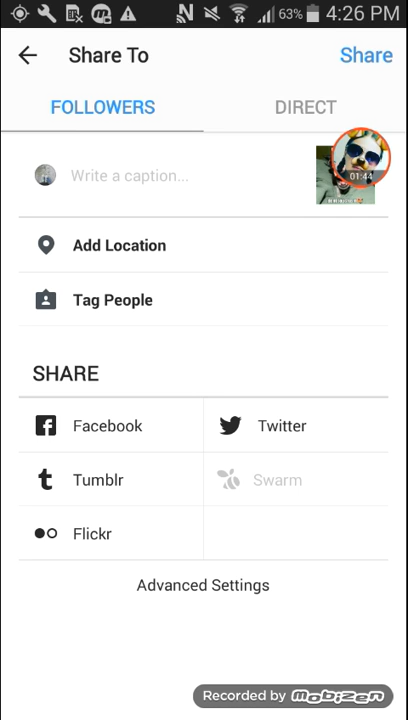 63% 4:26 PM
Share To Share
FOLLOWERS DIRECT
Write a caption...
01:44
Add Location
Tag People
SHARE
Facebook Twitter
Tumblr Swarm
Flickr
Advanced Settings
Recorded by mobizen